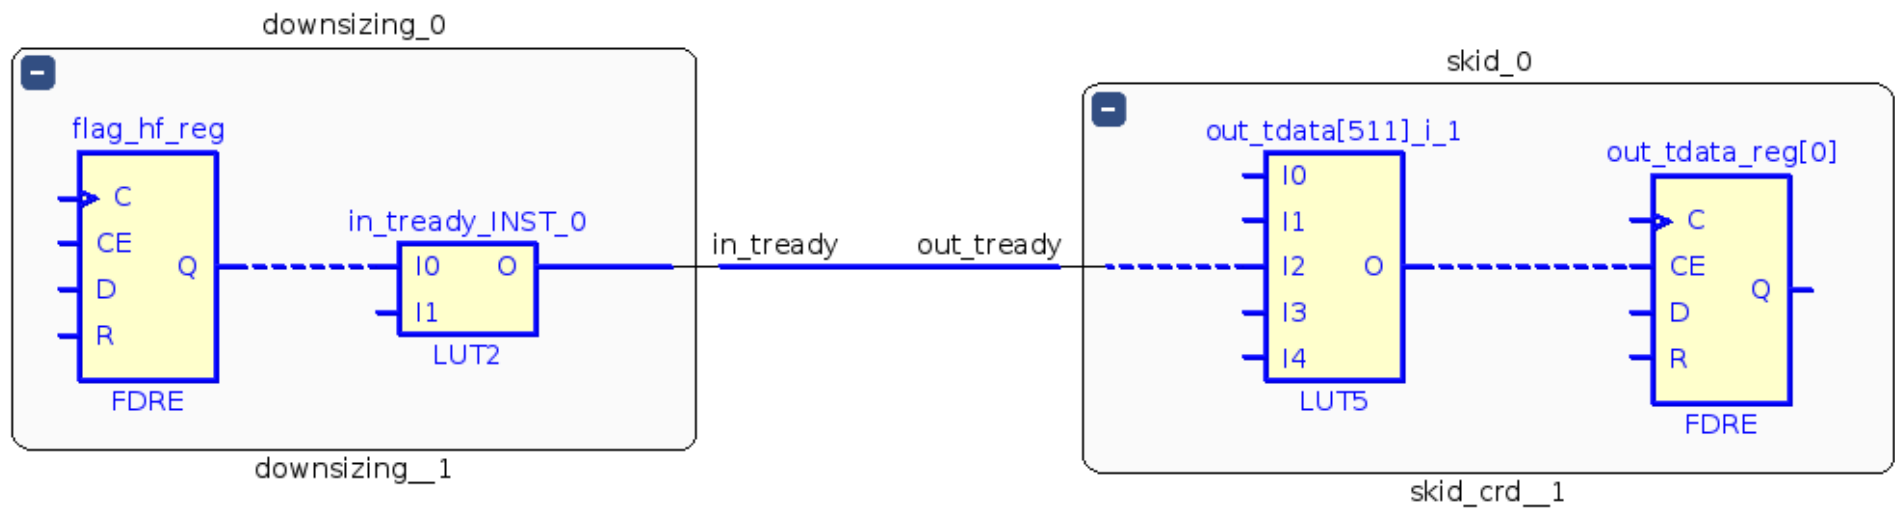 downsizing_0
flag_hf_reg
C
CE
D
R
Q
FDRE
in_tready_INST_0
I0
O
I1
LUT2
downsizing__1
in_tready
out_tready
skid_0
out_tdata[511]_i_1
I0
I1
I2
O
I3
I4
LUT5
out_tdata_reg[0]
C
CE
Q
D
R
FDRE
skid_crd__1